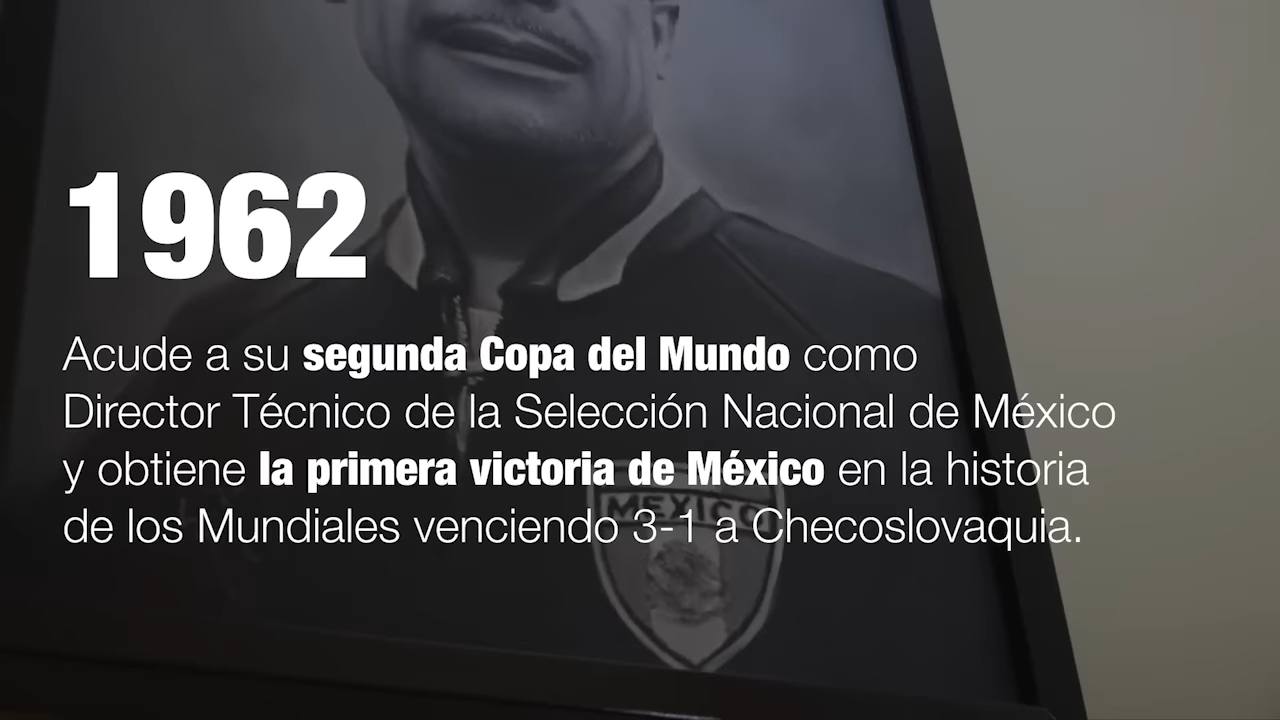 1962
Acude a su segunda Copa del Mundo como
Director Técnico de la Selección Nacional de México
y obtiene la primera victoria de México en la historia
de los Mundiales venciendo 3-1 a Checoslovaquia.
MEXICO